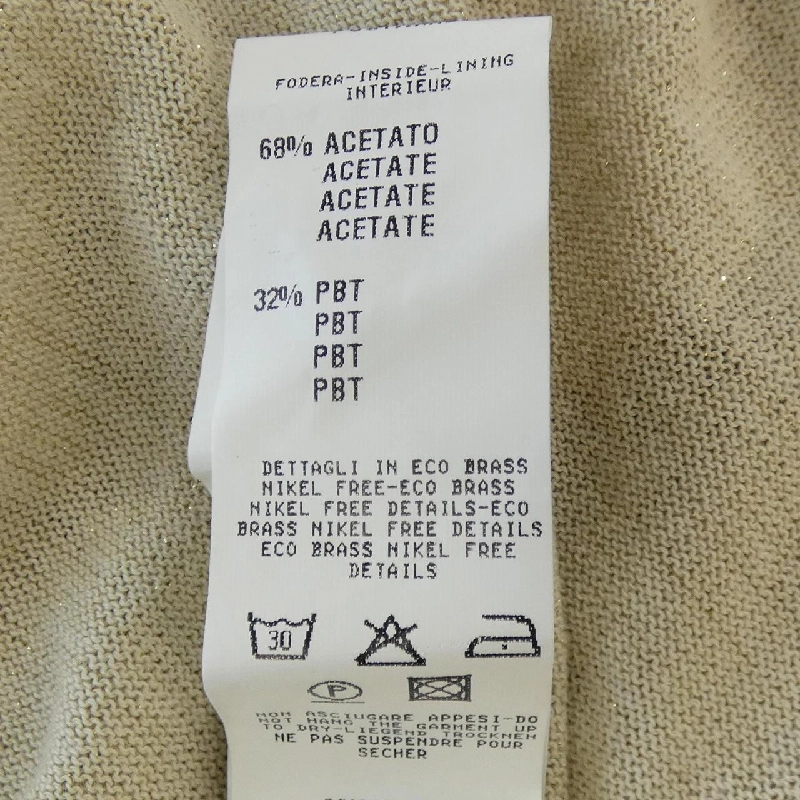 FODERA-INSIDE-LINING
INTERIEUR
68% ACETATO
ACETATE
ACETATE
ACETATE
32% PBT
PBT
PBT
PBT
DETTAGLI IN ECO BRASS
NIKEL FREE-ECO BRASS
NIKEL FREE DETAILS-ECO
BRASS NIKEL FREE DETAILS
ECO BRASS NIKEL FREE
DETAILS
30
P
NON ASCIUGARE APPESI-DO
NOT HANG THE GARMENT UP
TO DRY-LIEGEND TROCKNEN
NE PAS SUSPENDRE POUR
SECHER